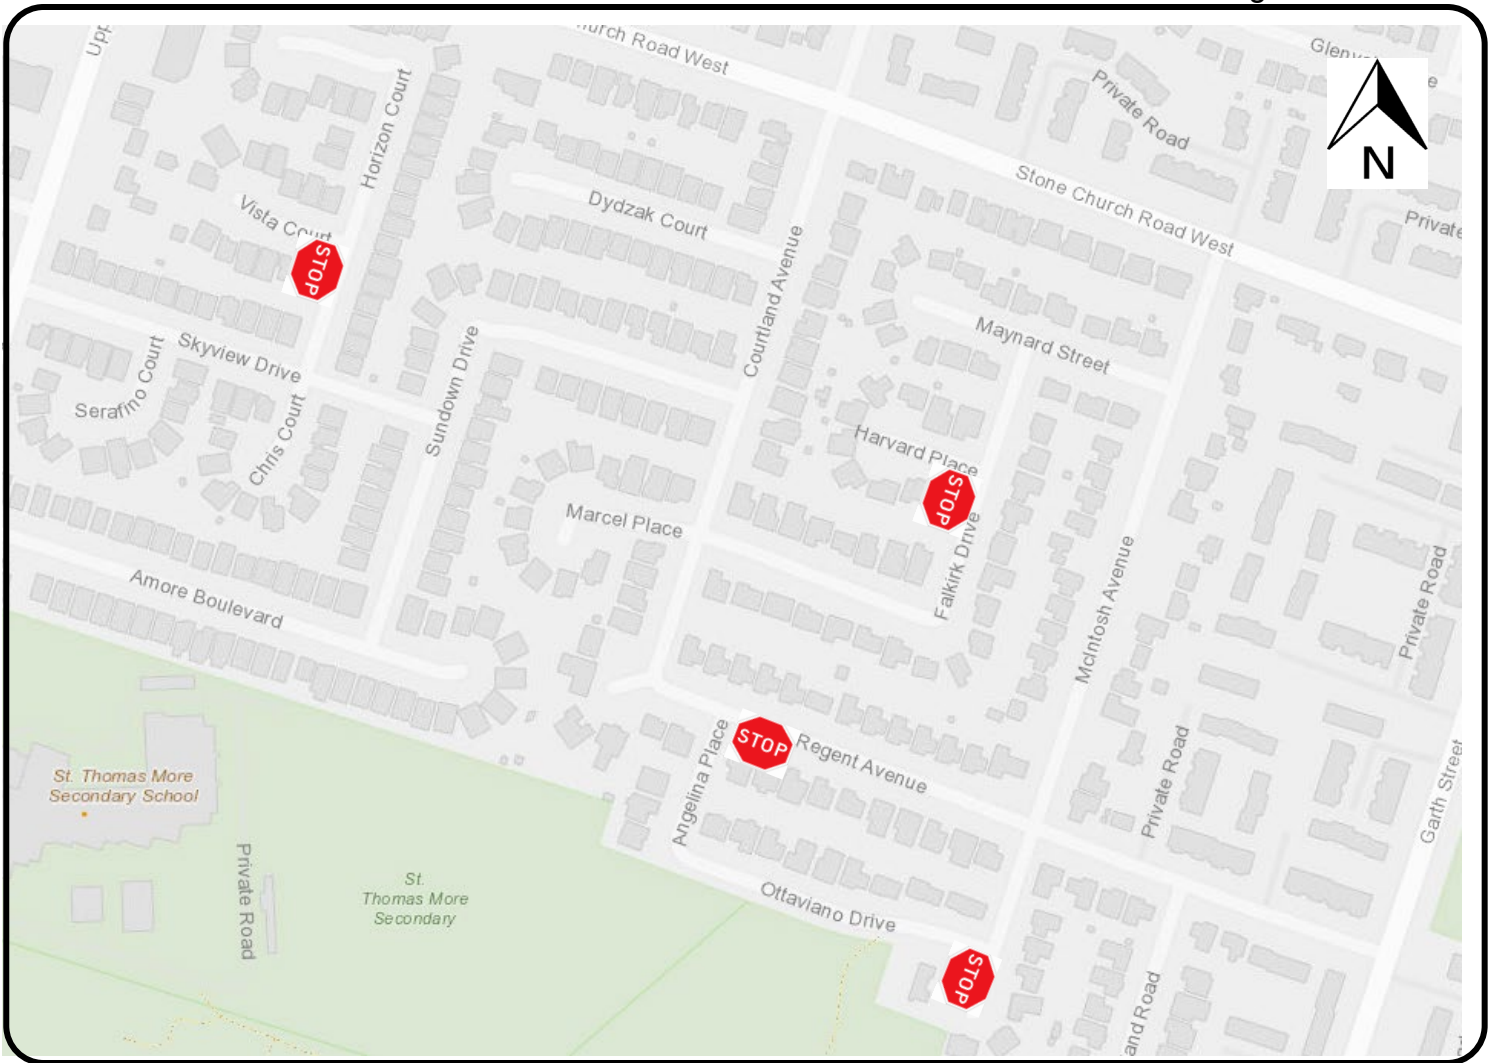 Upp
urch Road West
Glenv
e
Private Road
N
Horizon Court
Stone Church Road West
Private
Vista Court
Dydzak Court
STOP
Courtland Avenue
Maynard Street
Skyview Drive
Sundown Drive
Serafino Court
Chris Court
Harvard Place
STOP
Marcel Place
Falkirk Drive
McIntosh Avenue
Private Road
Amore Boulevard
Angelina Place
STOP
Regent Avenue
Private Road
Garth Street
St. Thomas More
Secondary School
Private Road
St.
Thomas More
Secondary
Ottaviano Drive
STOP
and Road